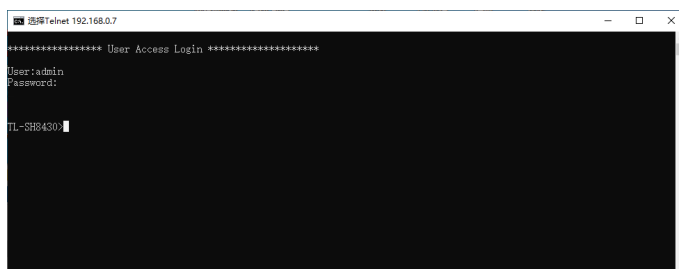 选择Telnet 192.168.0.7
***************** User Access Login ********************
User:admin
Password:
TL-SH8430>